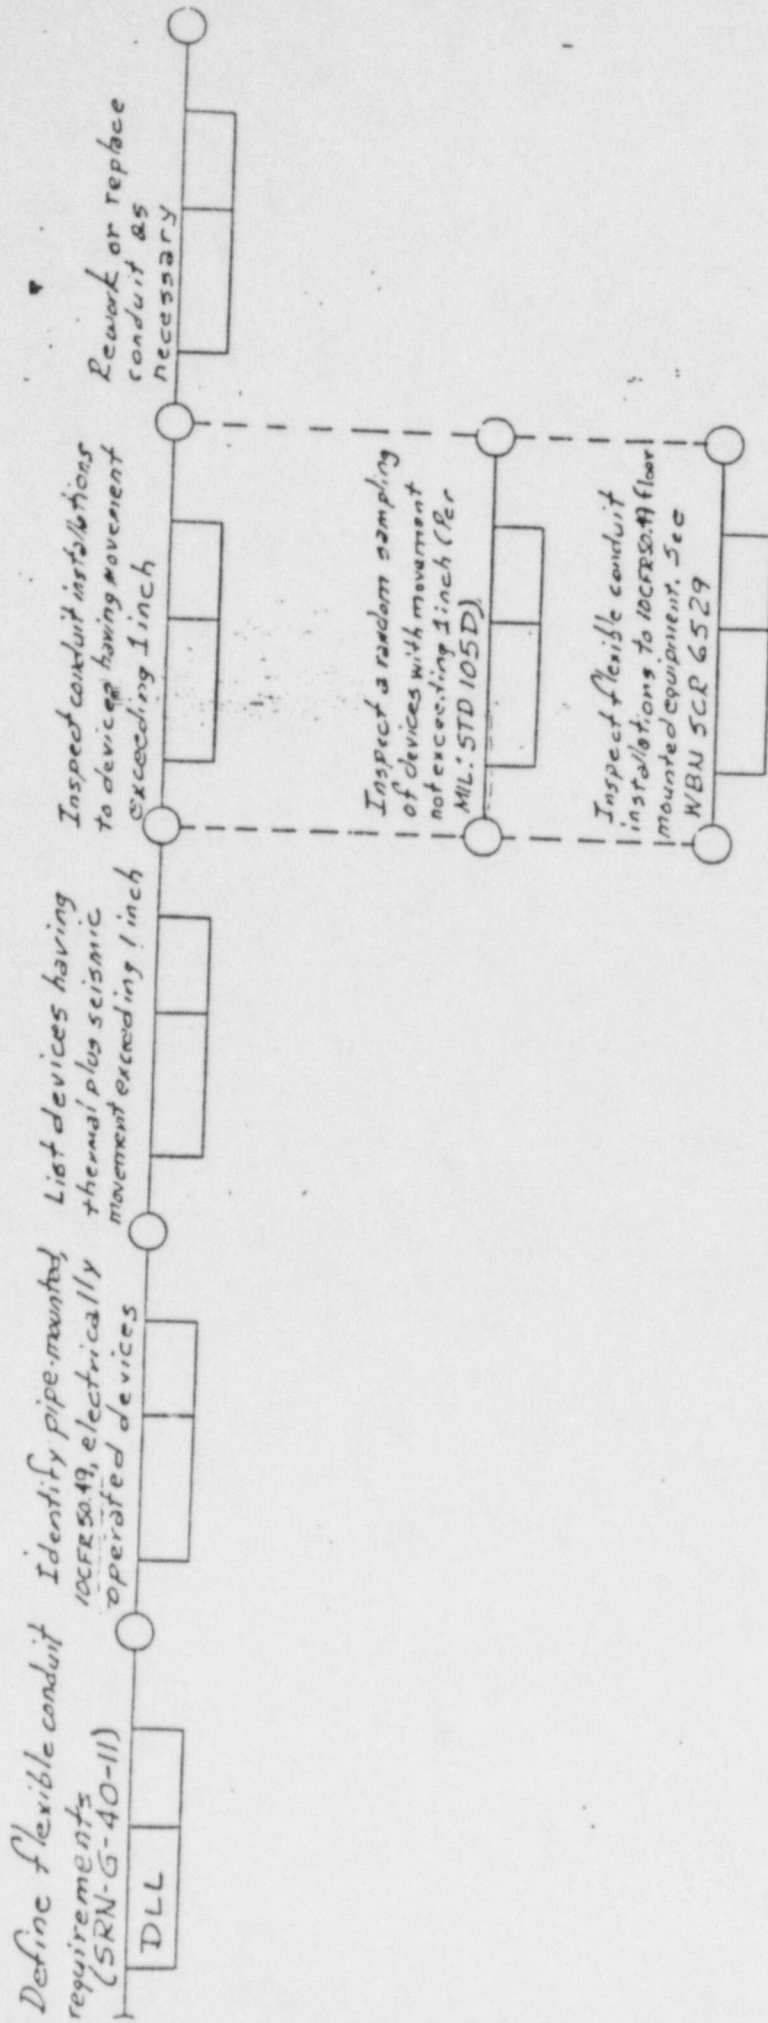 Define flexible conduit
requirements
(SRN-G-40-11)
DLL
Identify pipe-mounted,
10CFR50.49, electrically
operated devices
List devices having
thermal plus seismic
movement exceeding 1 inch
Inspect conduit installations
to devices having movement
exceeding 1 inch
Rework or replace
conduit as
necessary
Inspect a random sampling
of devices with movement
not exceeding 1 inch (Per
MIL-STD 105D)
Inspect flexible conduit
installations to 10CFR50.49 floor
mounted equipment. See
WBN SCR 6529